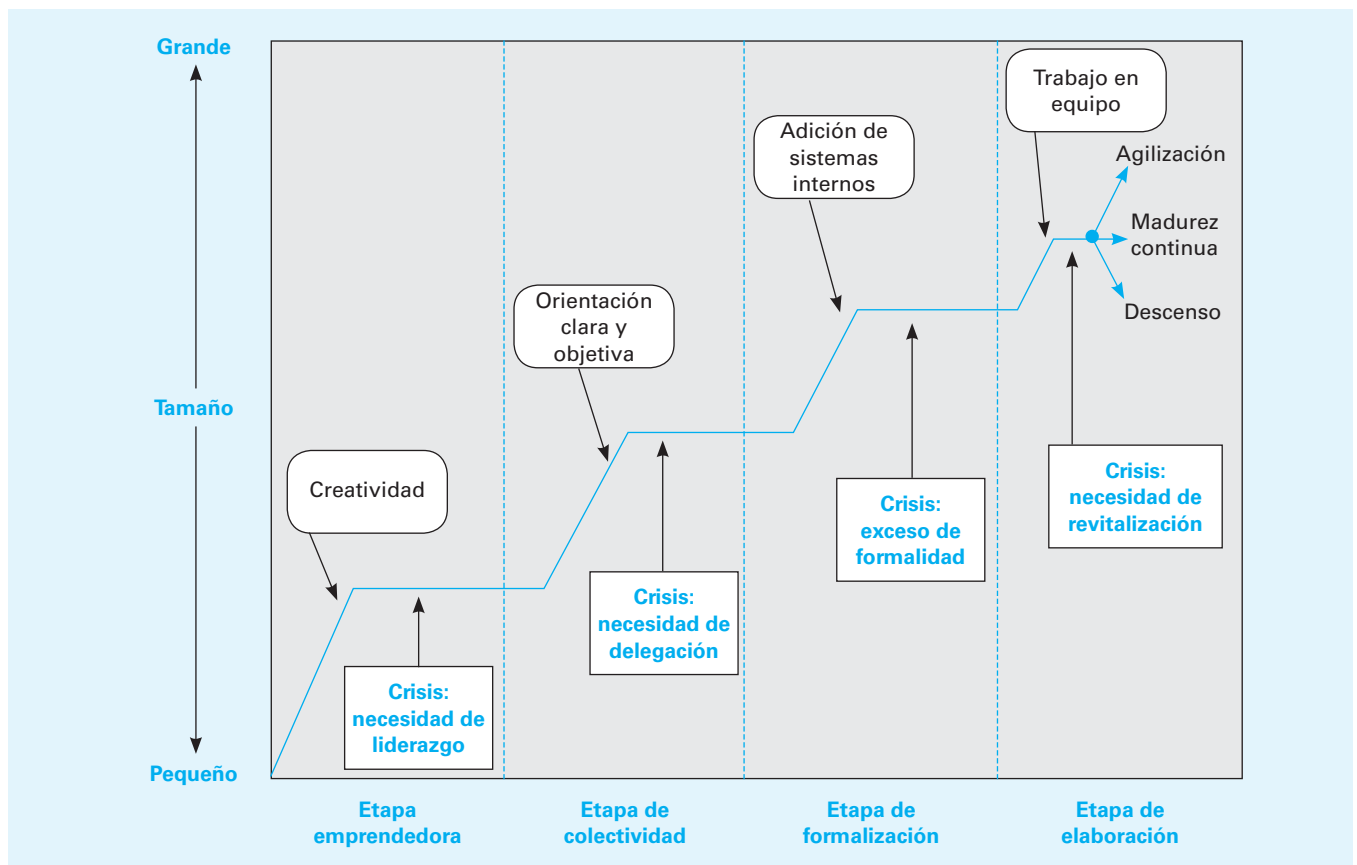 Grande
Tamaño
Pequeño
Creatividad
Crisis:
necesidad de
liderazgo
Orientación
clara y
objetiva
Crisis:
necesidad de
delegación
Adición de
sistemas
internos
Crisis:
exceso de
formalidad
Trabajo en
equipo
Agilización
Madurez
continua
Descenso
Crisis:
necesidad de
revitalización
Etapa
emprendedora
Etapa de
colectividad
Etapa de
formalización
Etapa de
elaboración